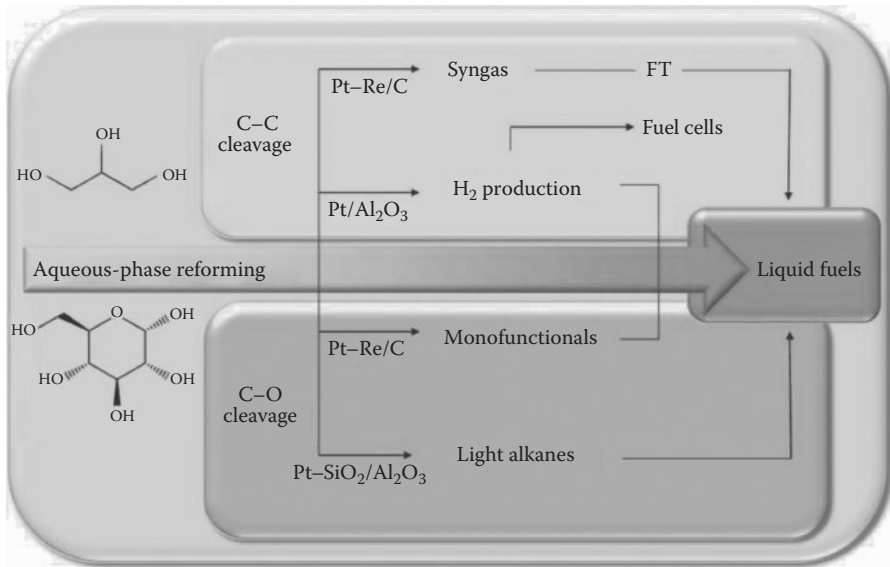 Pt–Re/C
Syngas
FT
C–C
cleavage
Fuel cells
OH
HO
OH
Pt/Al₂O₃
H₂ production
Aqueous-phase reforming
Liquid fuels
HO
O
OH
HO
OH
OH
Pt–Re/C
Monofunctionals
C–O
cleavage
Pt–SiO₂/Al₂O₃
Light alkanes